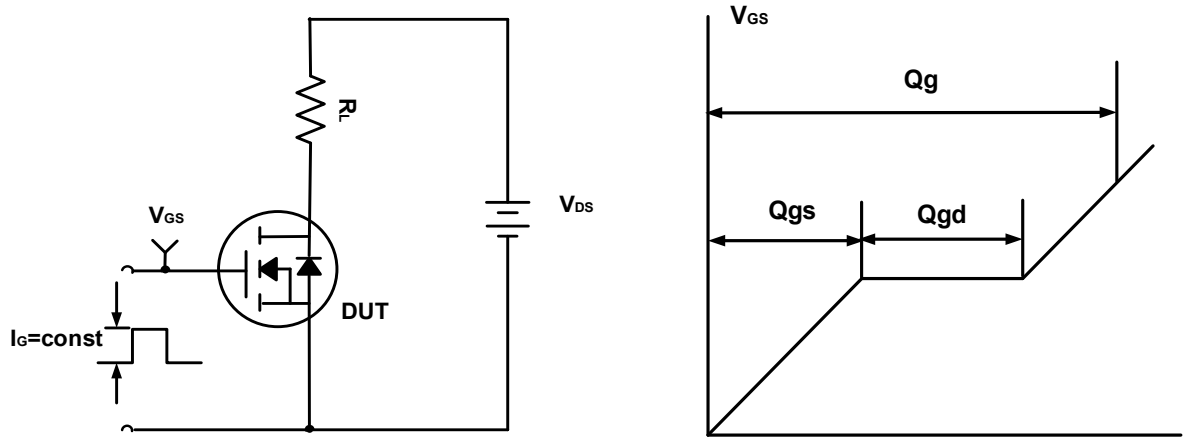 RL
VGS
VDS
DUT
IG=const
VGS
Qg
Qgs
Qgd